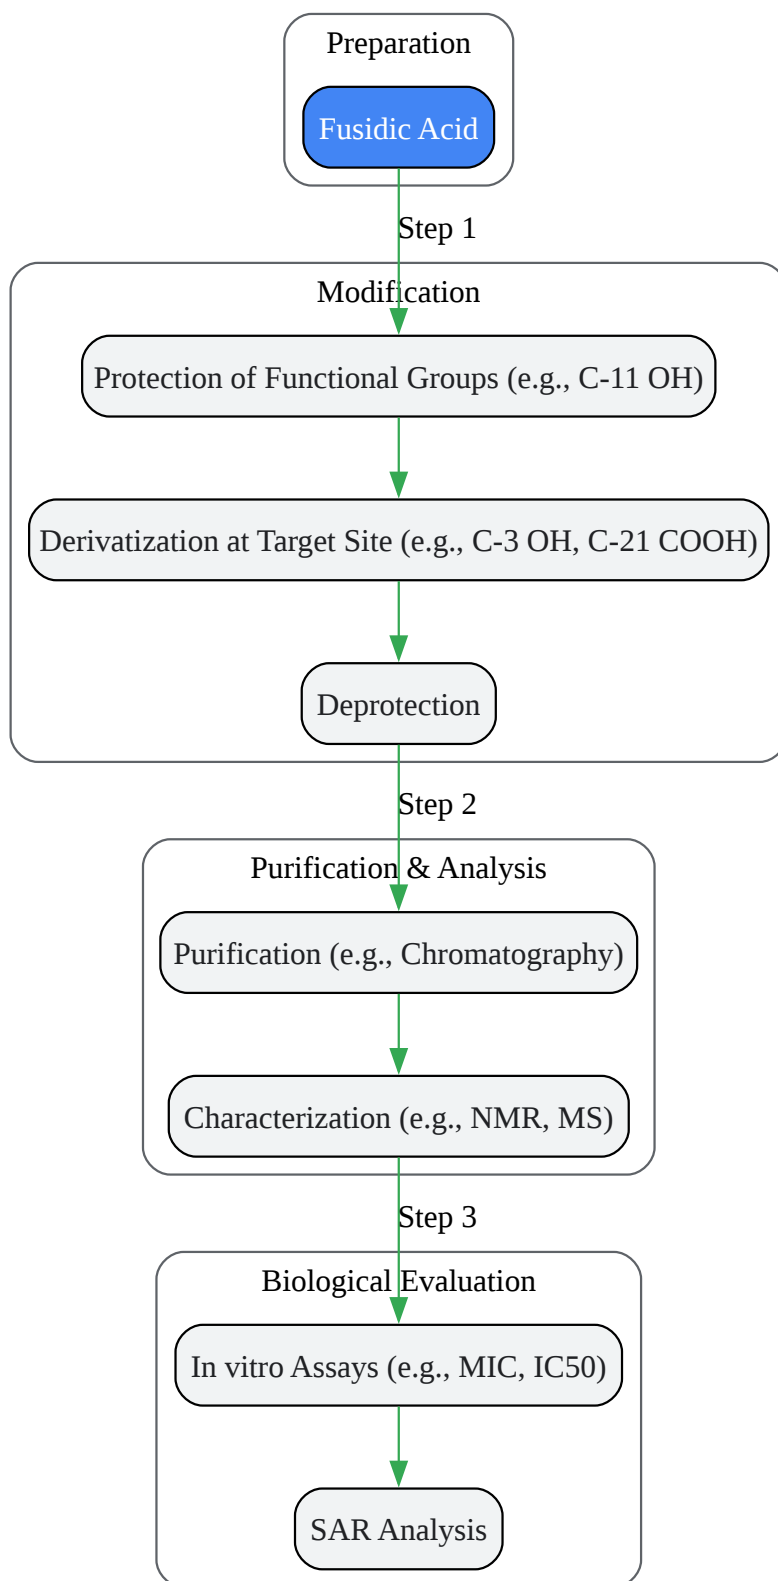 Preparation
Fusidic Acid
Step 1
Modification
Protection of Functional Groups (e.g., C-11 OH)
Derivatization at Target Site (e.g., C-3 OH, C-21 COOH)
Deprotection
Step 2
Purification & Analysis
Purification (e.g., Chromatography)
Characterization (e.g., NMR, MS)
Step 3
Biological Evaluation
In vitro Assays (e.g., MIC, IC50)
SAR Analysis